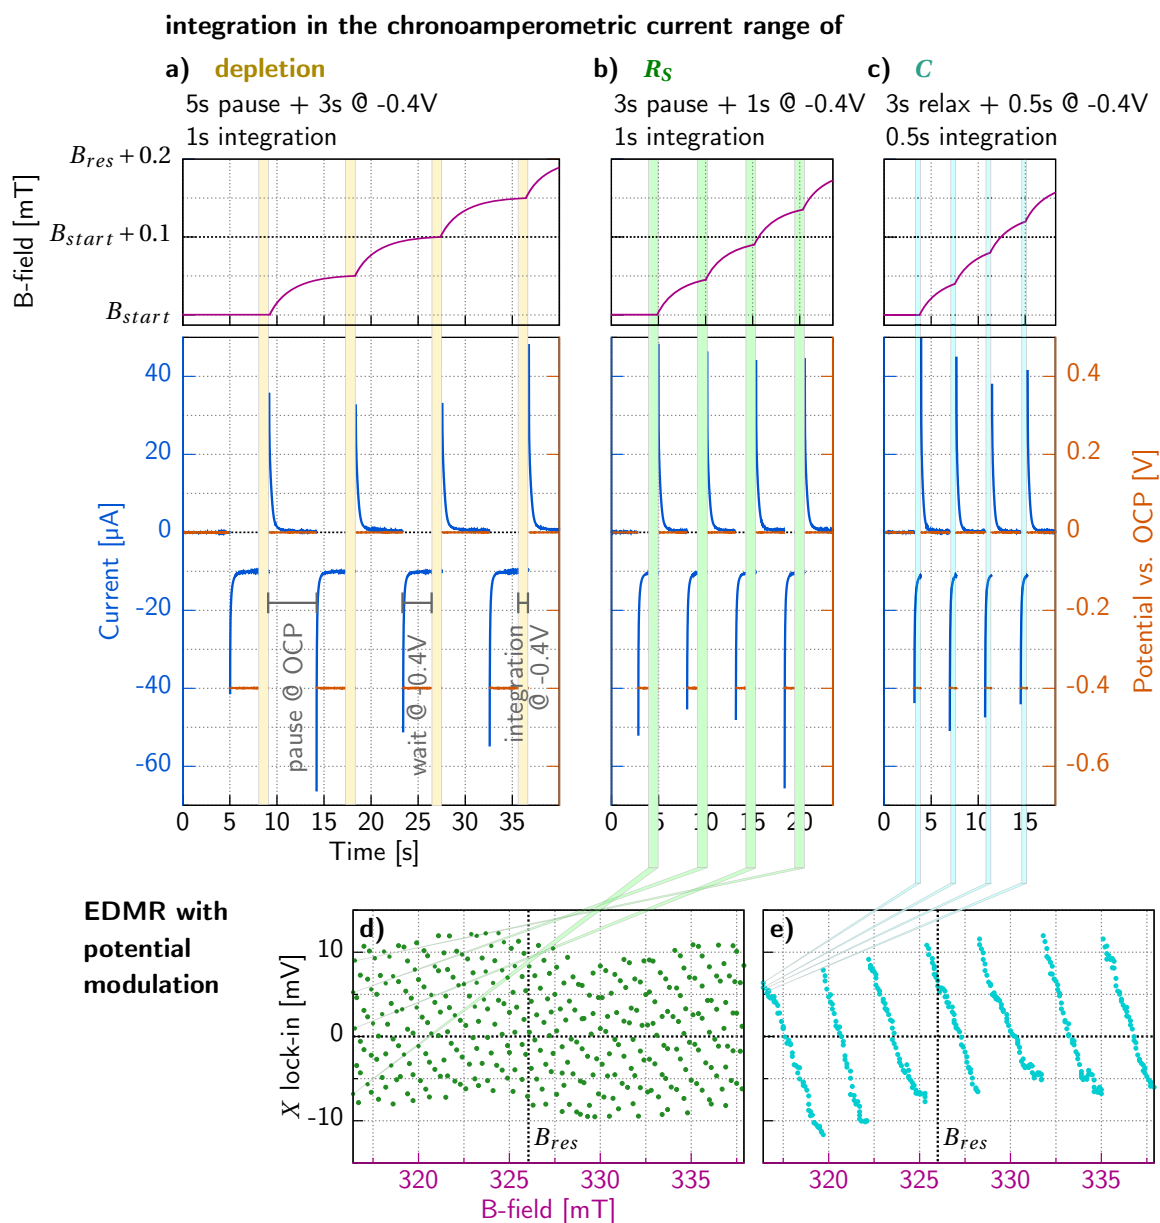 integration in the chronoamperometric current range of
a) depletion
5s pause + 3s @ -0.4V
1s integration
b) R_S
3s pause + 1s @ -0.4V
1s integration
c) C
3s relax + 0.5s @ -0.4V
0.5s integration
B-field [mT]
B_res + 0.2
B_start + 0.1
B_start
Current [µA]
40
20
0
-20
-40
-60
pause @ OCP
wait @ -0.4V
integration
@ -0.4V
0.4
0.2
0
-0.2
-0.4
-0.6
Potential vs. OCP [V]
0 5 10 15 20 25 30 35
0 5 10 15 20
0 5 10 15
Time [s]
EDMR with
potential
modulation
X lock-in [mV]
10
0
-10
d)
B_res
e)
B_res
320 325 330 335
320 325 330 335
B-field [mT]